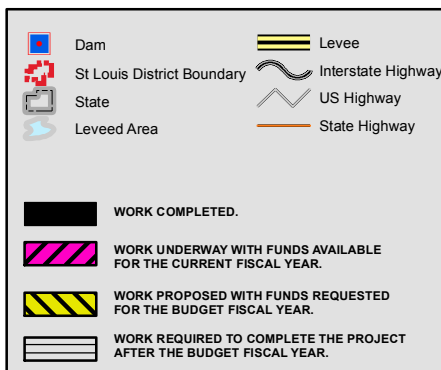 Dam
St Louis District Boundary
State
Leveed Area
Levee
Interstate Highway
US Highway
State Highway
WORK COMPLETED.
WORK UNDERWAY WITH FUNDS AVAILABLE
FOR THE CURRENT FISCAL YEAR.
WORK PROPOSED WITH FUNDS REQUESTED
FOR THE BUDGET FISCAL YEAR.
WORK REQUIRED TO COMPLETE THE PROJECT
AFTER THE BUDGET FISCAL YEAR.